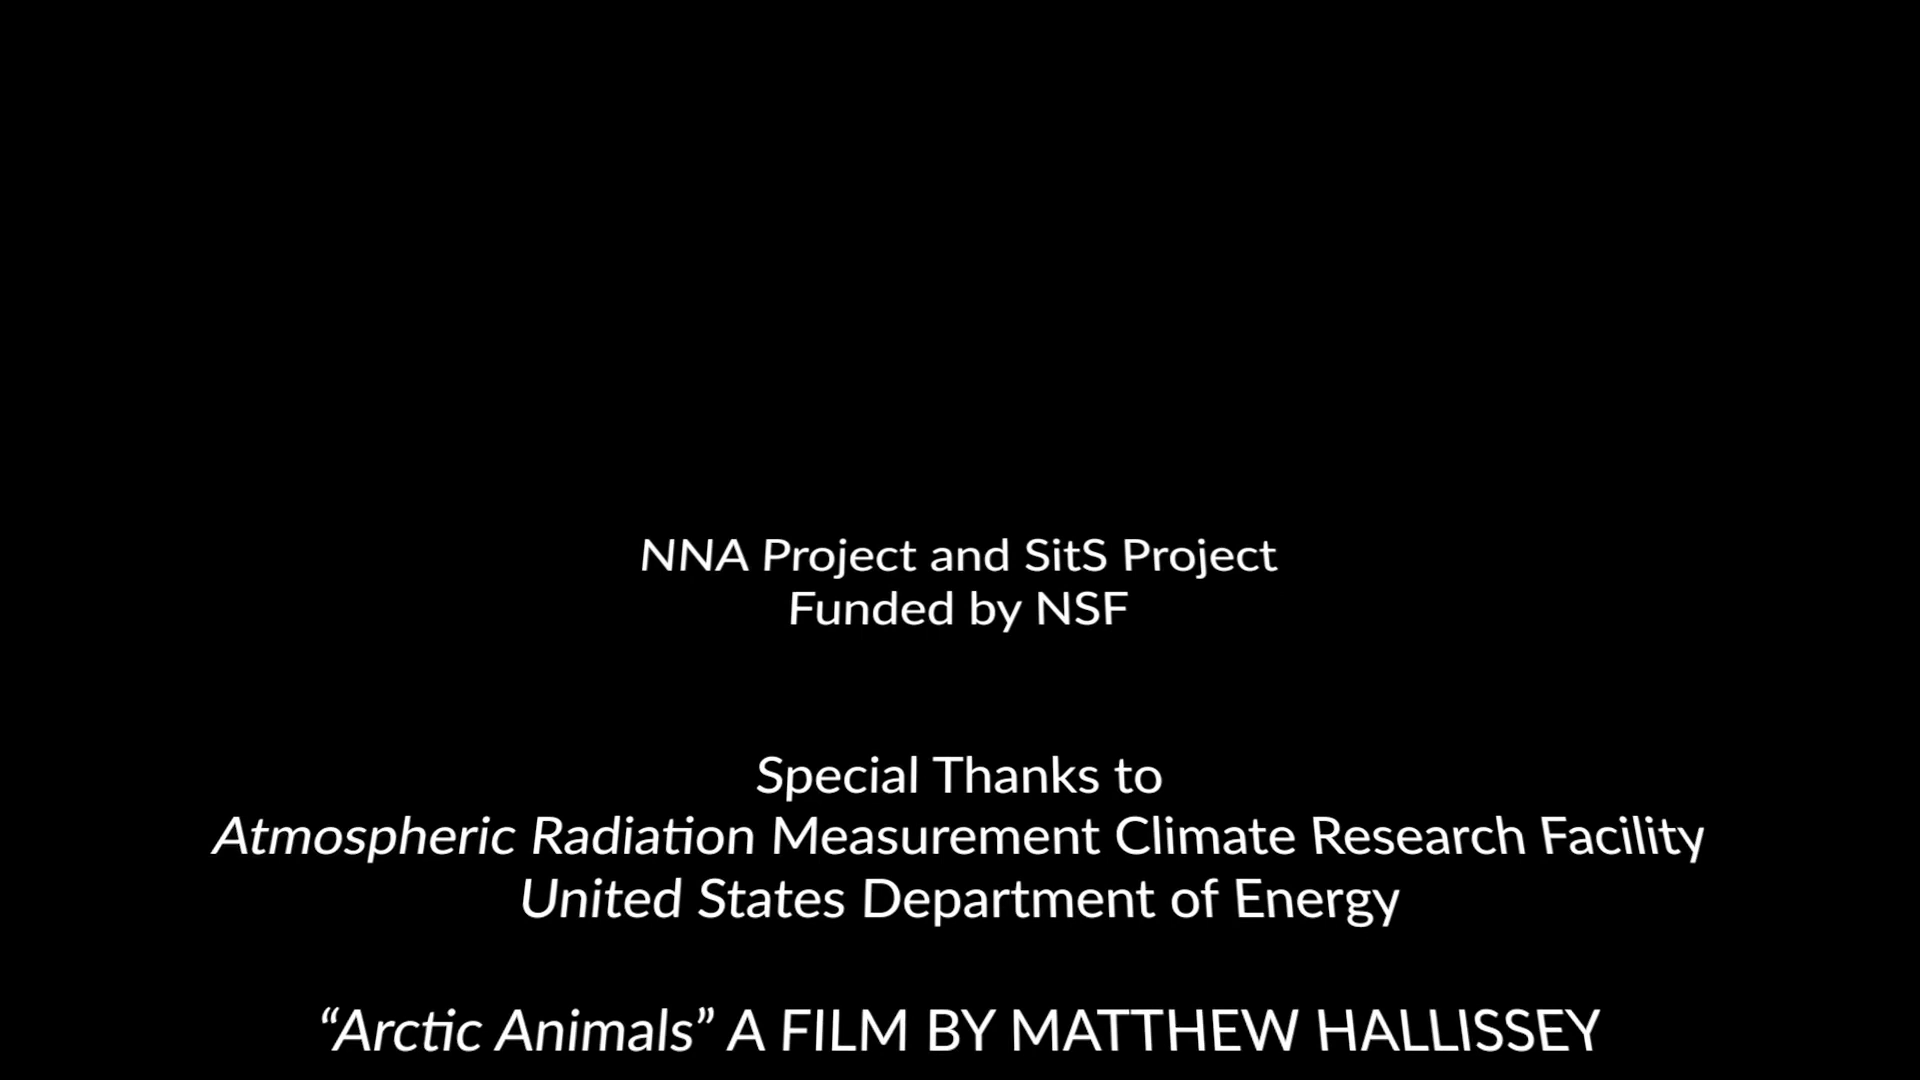 NNA Project and SitS Project
Funded by NSF
Special Thanks to
Atmospheric Radiation Measurement Climate Research Facility
United States Department of Energy
“Arctic Animals” A FILM BY MATTHEW HALLISSEY